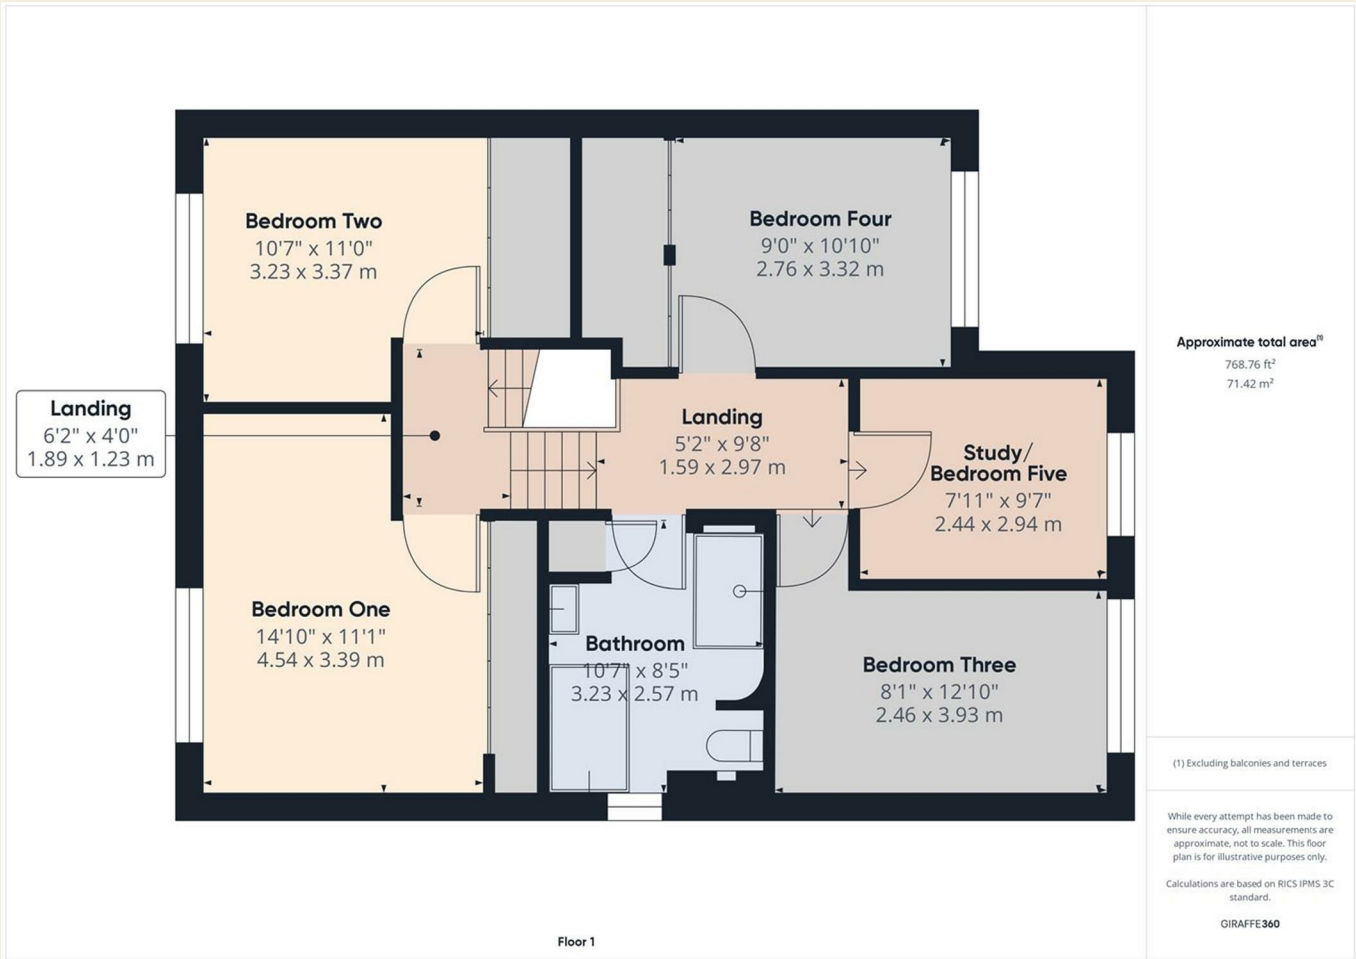 Bedroom Two
10'7" x 11'0"
3.23 x 3.37 m
Bedroom Four
9'0" x 10'10"
2.76 x 3.32 m
Landing
6'2" x 4'0"
1.89 x 1.23 m
Landing
5'2" x 9'8"
1.59 x 2.97 m
Study/
Bedroom Five
7'11" x 9'7"
2.44 x 2.94 m
Bedroom One
14'10" x 11'1"
4.54 x 3.39 m
Bathroom
10'7" x 8'5"
3.23 x 2.57 m
Bedroom Three
8'1" x 12'10"
2.46 x 3.93 m
Floor 1
Approximate total area(1)
768.76 ft²
71.42 m²
(1) Excluding balconies and terraces
While every attempt has been made to
ensure accuracy, all measurements are
approximate, not to scale. This floor
plan is for illustrative purposes only.
Calculations are based on RICS IPMS 3C
standard.
GIRAFFE360